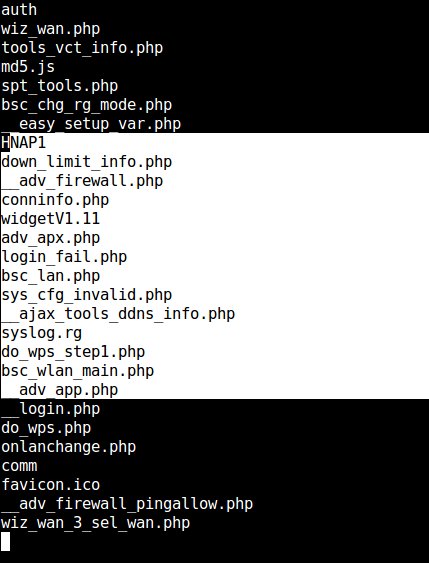 auth
wiz_wan.php
tools_vct_info.php
md5.js
spt_tools.php
bsc_chg_rg_mode.php
__easy_setup_var.php
HNAP1
down_limit_info.php
__adv_firewall.php
conninfo.php
widgetV1.11
adv_apx.php
login_fail.php
bsc_lan.php
sys_cfg_invalid.php
__ajax_tools_ddns_info.php
syslog.rg
do_wps_step1.php
bsc_wlan_main.php
__adv_app.php
__login.php
do_wps.php
onlanchange.php
comm
favicon.ico
__adv_firewall_pingallow.php
wiz_wan_3_sel_wan.php